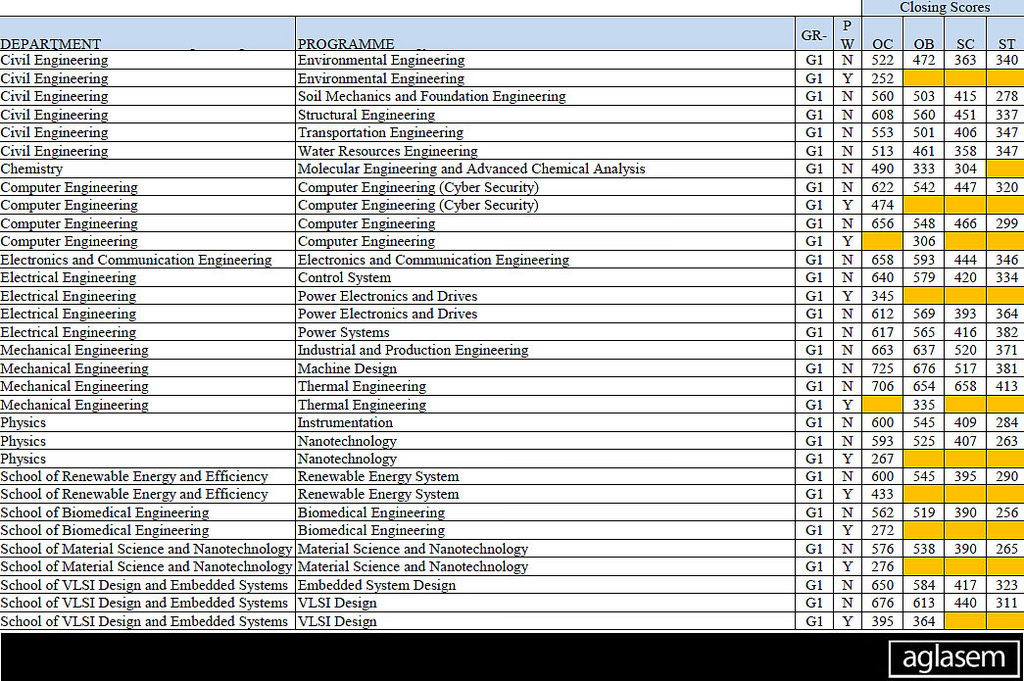 Closing Scores
DEPARTMENT PROGRAMME GR- P W OC OB SC ST
Civil Engineering Environmental Engineering G1 N 522 472 363 340
Civil Engineering Environmental Engineering G1 Y 252
Civil Engineering Soil Mechanics and Foundation Engineering G1 N 560 503 415 278
Civil Engineering Structural Engineering G1 N 608 560 451 337
Civil Engineering Transportation Engineering G1 N 553 501 406 347
Civil Engineering Water Resources Engineering G1 N 513 461 358 347
Chemistry Molecular Engineering and Advanced Chemical Analysis G1 N 490 333 304
Computer Engineering Computer Engineering (Cyber Security) G1 N 622 542 447 320
Computer Engineering Computer Engineering (Cyber Security) G1 Y 474
Computer Engineering Computer Engineering G1 N 656 548 466 299
Computer Engineering Computer Engineering G1 Y 306
Electronics and Communication Engineering Electronics and Communication Engineering G1 N 658 593 444 346
Electrical Engineering Control System G1 N 640 579 420 334
Electrical Engineering Power Electronics and Drives G1 Y 345
Electrical Engineering Power Electronics and Drives G1 N 612 569 393 364
Electrical Engineering Power Systems G1 N 617 565 416 382
Mechanical Engineering Industrial and Production Engineering G1 N 663 637 520 371
Mechanical Engineering Machine Design G1 N 725 676 517 381
Mechanical Engineering Thermal Engineering G1 N 706 654 658 413
Mechanical Engineering Thermal Engineering G1 Y 335
Physics Instrumentation G1 N 600 545 409 284
Physics Nanotechnology G1 N 593 525 407 263
Physics Nanotechnology G1 Y 267
School of Renewable Energy and Efficiency Renewable Energy System G1 N 600 545 395 290
School of Renewable Energy and Efficiency Renewable Energy System G1 Y 433
School of Biomedical Engineering Biomedical Engineering G1 N 562 519 390 256
School of Biomedical Engineering Biomedical Engineering G1 Y 272
School of Material Science and Nanotechnology Material Science and Nanotechnology G1 N 576 538 390 265
School of Material Science and Nanotechnology Material Science and Nanotechnology G1 Y 276
School of VLSI Design and Embedded Systems Embedded System Design G1 N 650 584 417 323
School of VLSI Design and Embedded Systems VLSI Design G1 N 676 613 440 311
School of VLSI Design and Embedded Systems VLSI Design G1 Y 395 364
aglasem